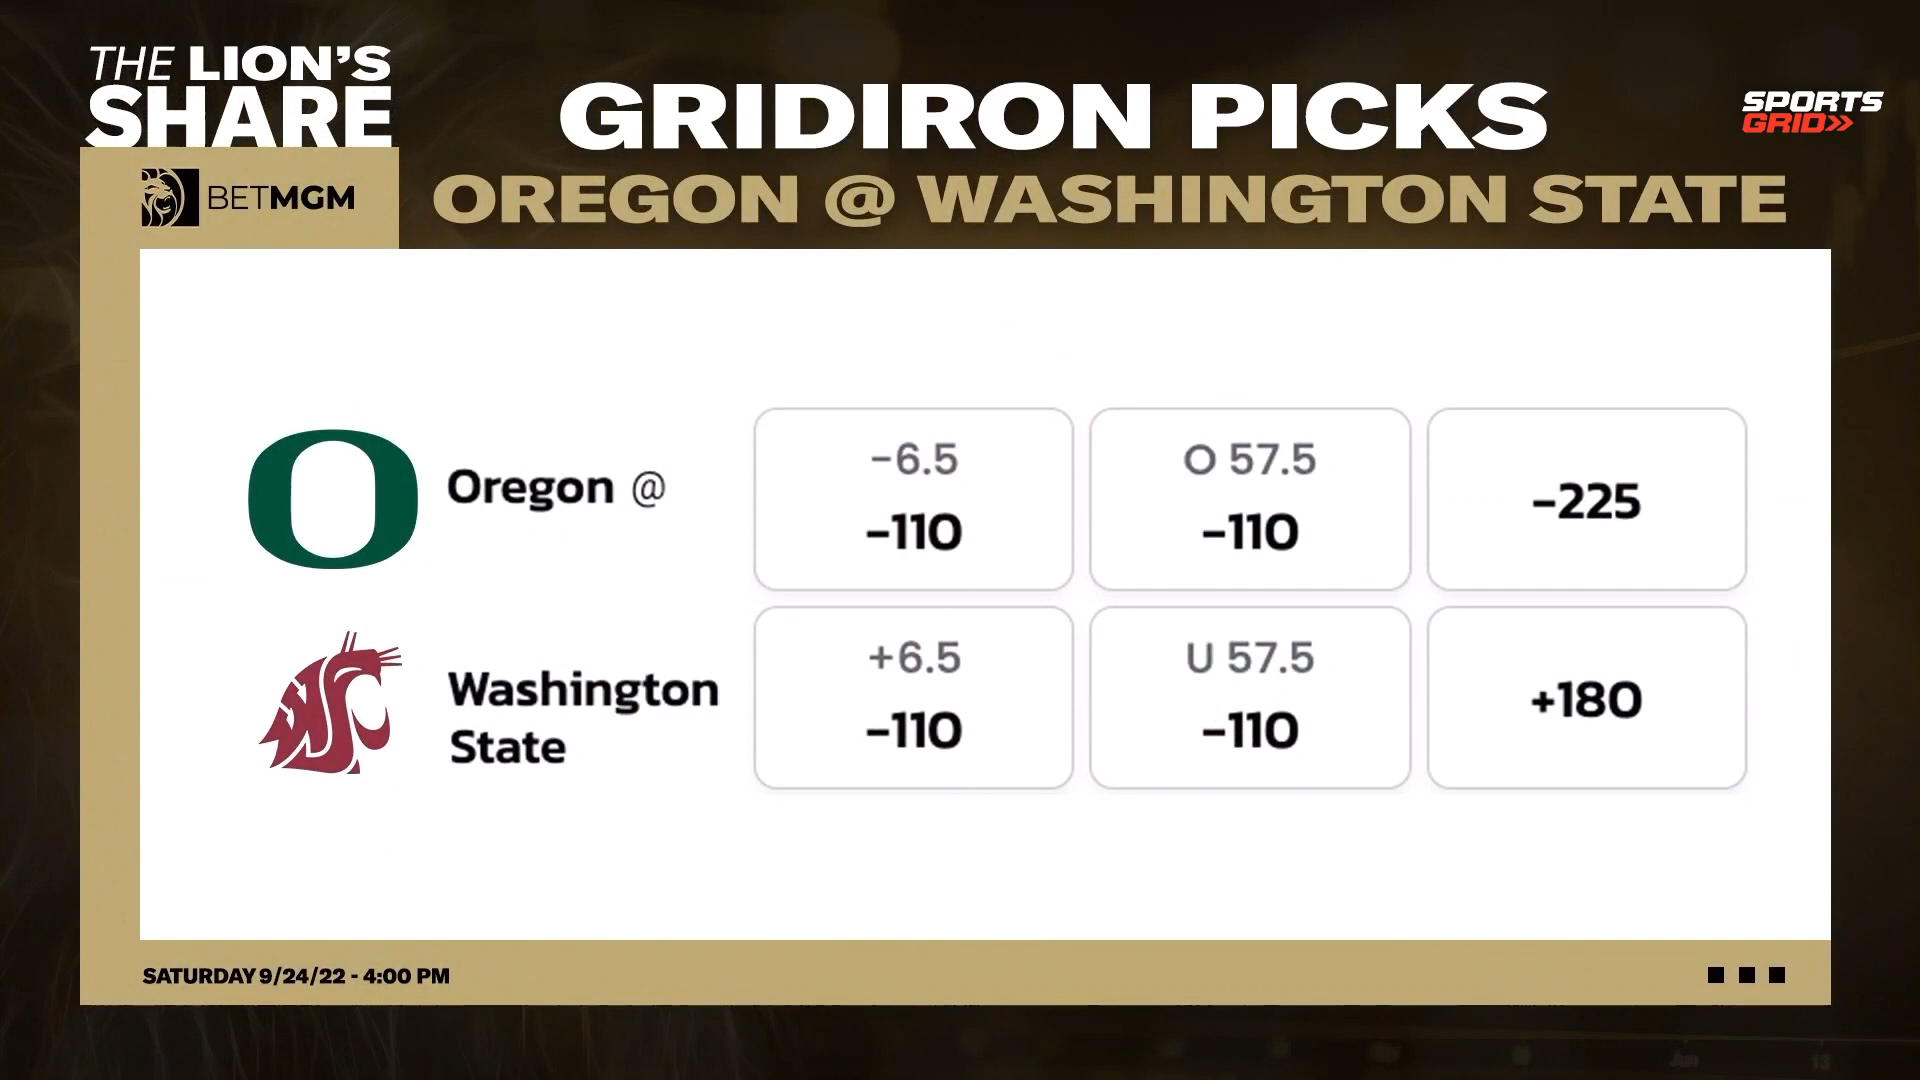 THE LION'S
SHARE
BETMGM
GRIDIRON PICKS
OREGON @ WASHINGTON STATE
SPORTS
GRID
Oregon @
−6.5
−110
O 57.5
−110
−225
Washington
State
+6.5
−110
U 57.5
−110
+180
SATURDAY 9/24/22 - 4:00 PM